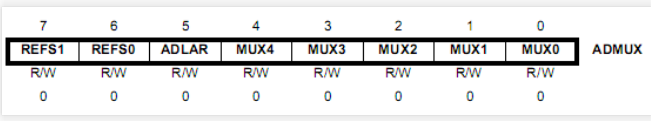 7 6 5 4 3 2 1 0
REFS1 REFS0 ADLAR MUX4 MUX3 MUX2 MUX1 MUX0 ADMUX
R/W R/W R/W R/W R/W R/W R/W R/W
0 0 0 0 0 0 0 0